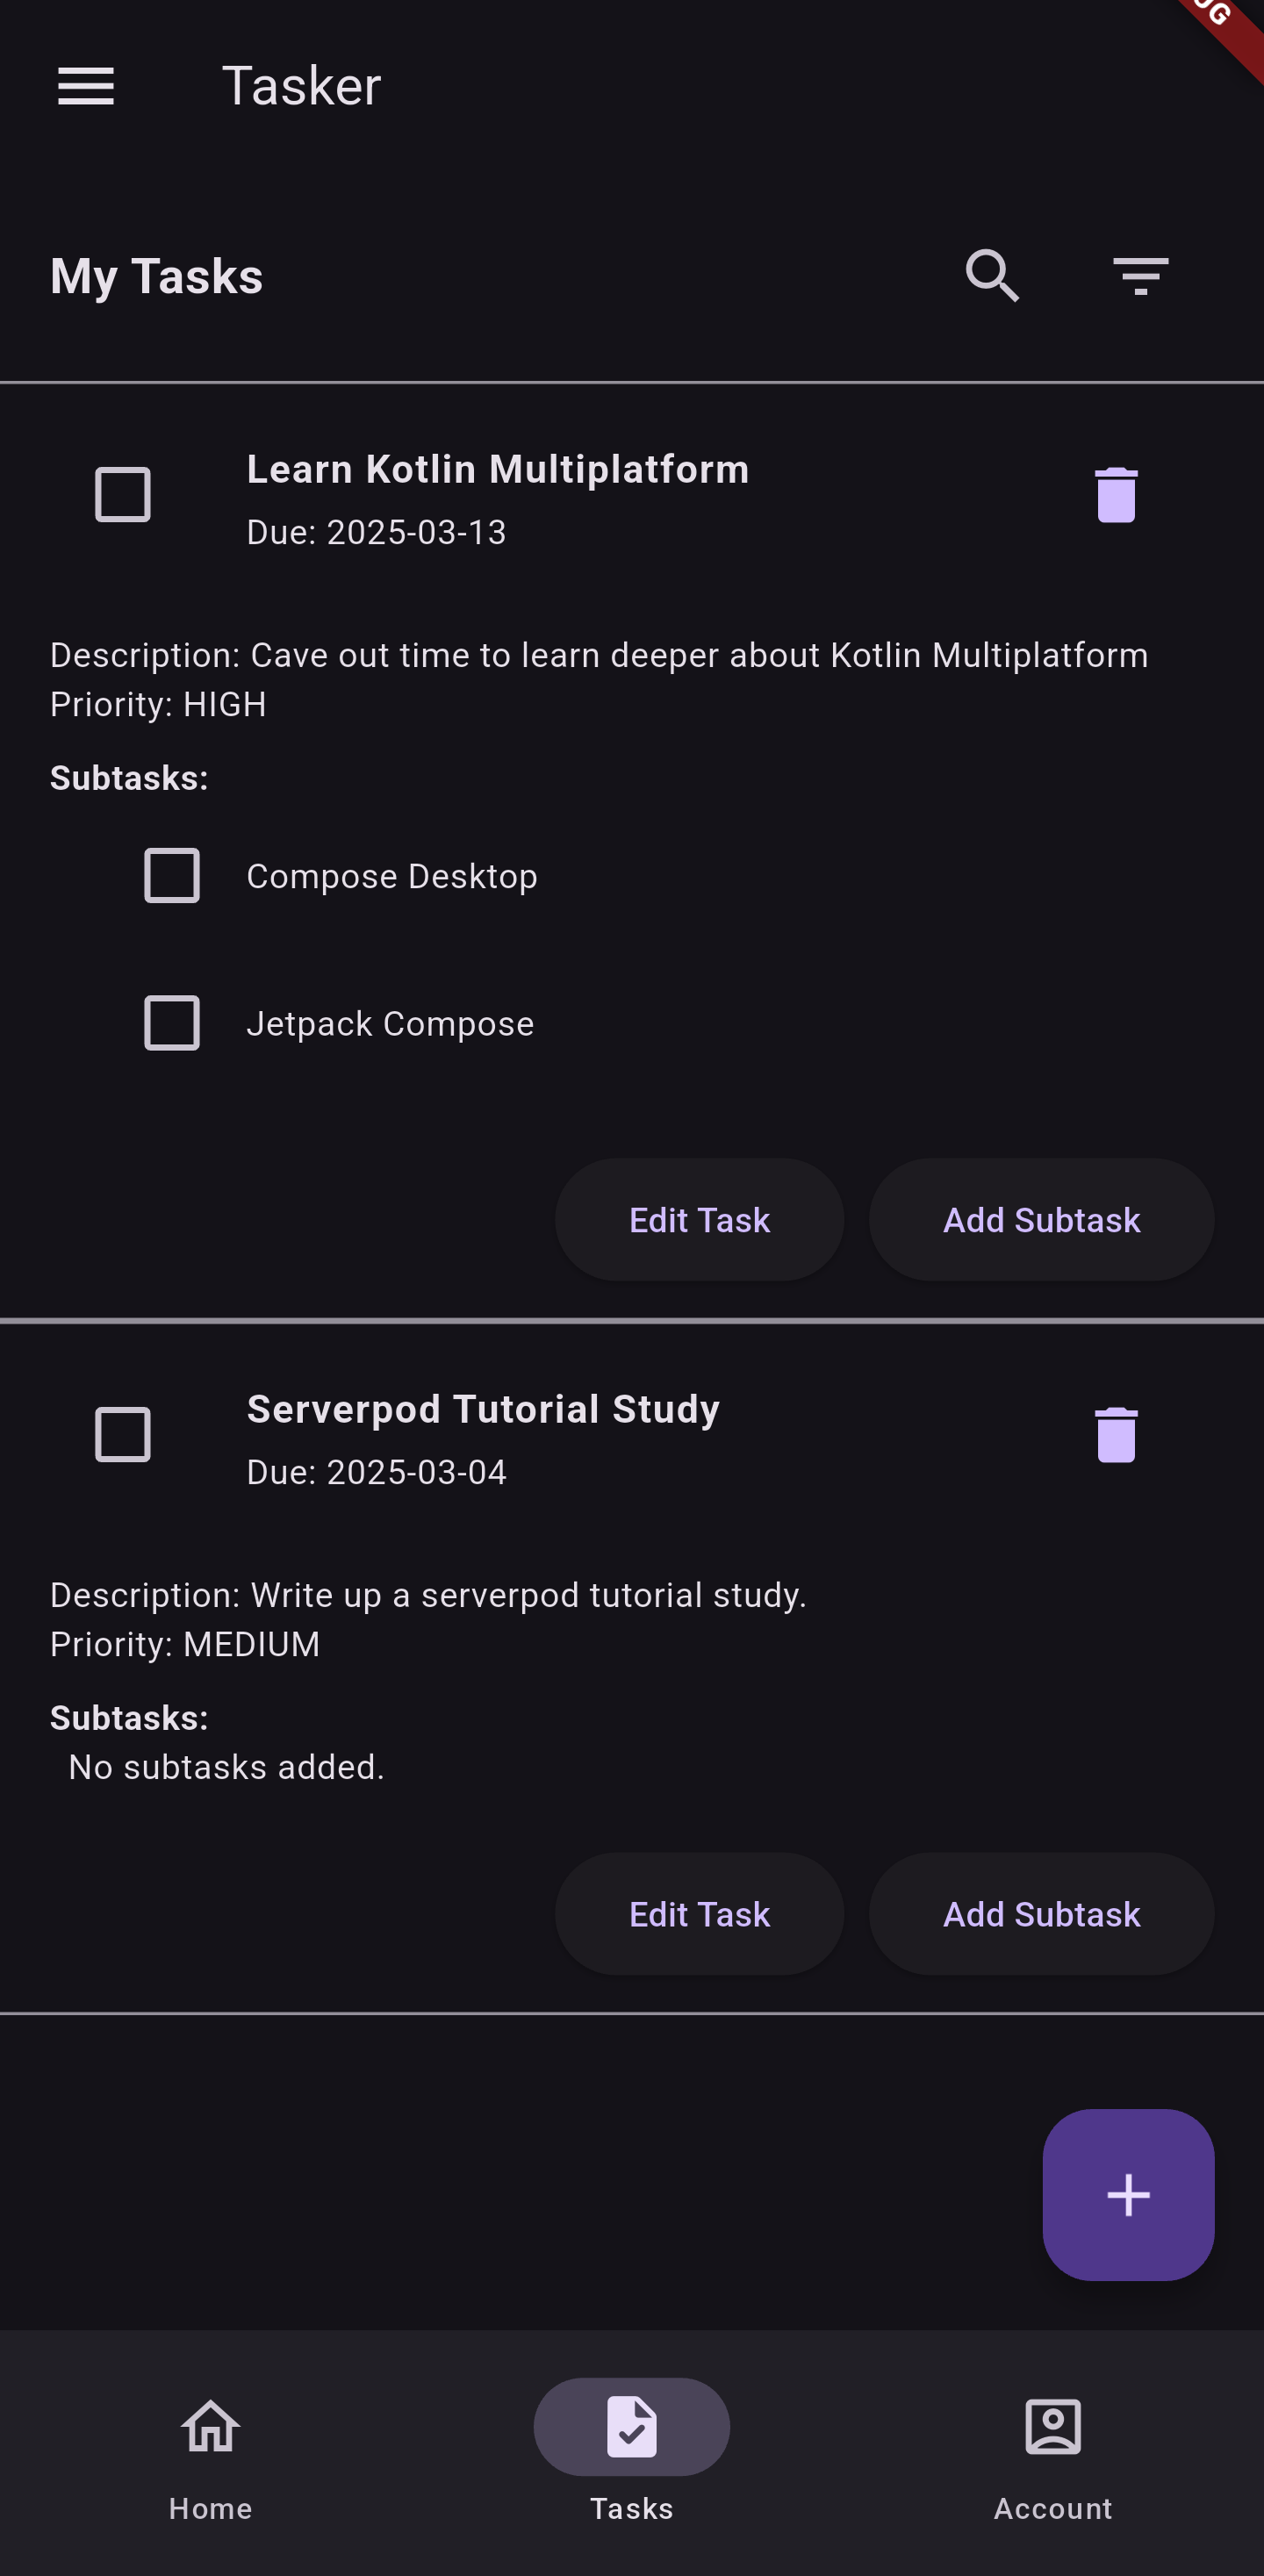 Tasker
My Tasks
Learn Kotlin Multiplatform
Due: 2025-03-13
Description: Cave out time to learn deeper about Kotlin Multiplatform
Priority: HIGH
Subtasks:
Compose Desktop
Jetpack Compose
Edit Task
Add Subtask
Serverpod Tutorial Study
Due: 2025-03-04
Description: Write up a serverpod tutorial study.
Priority: MEDIUM
Subtasks:
No subtasks added.
Edit Task
Add Subtask
Home
Tasks
Account